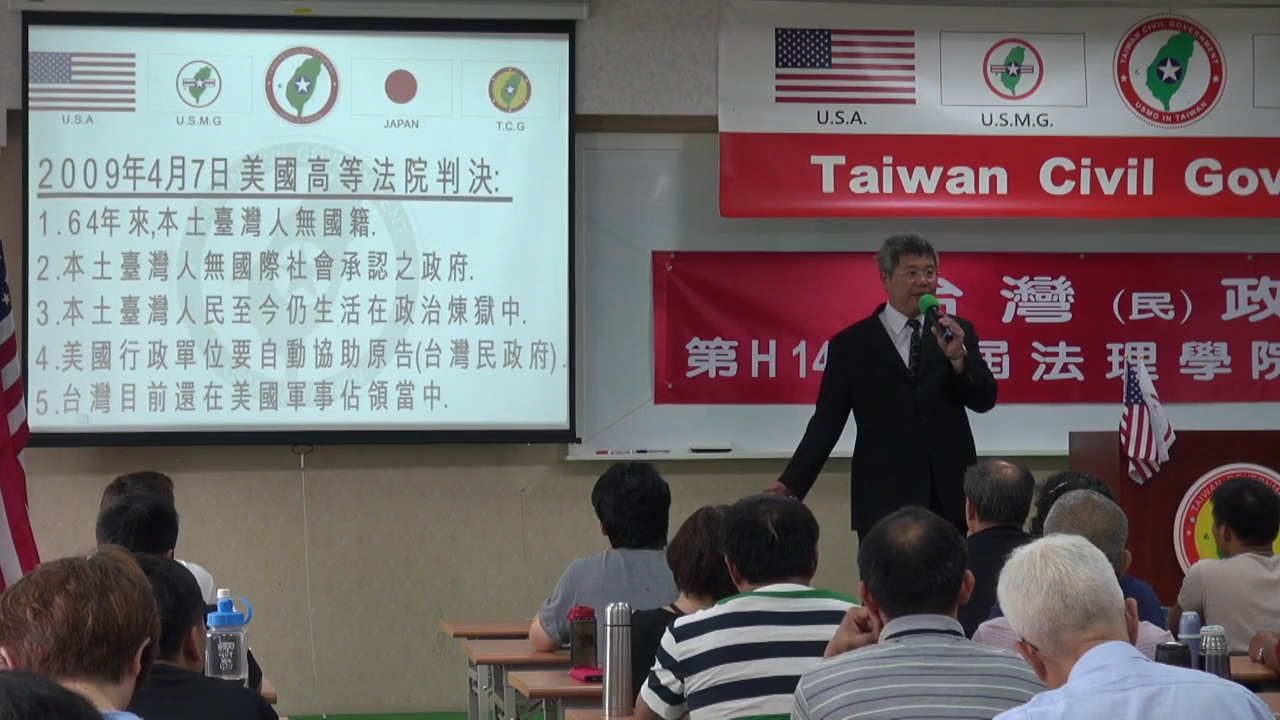 U.S.A
U.S.M.G
JAPAN
T.C.G
2009年4月7日美國高等法院判決:
1.64年來,本土臺灣人無國籍.
2.本土臺灣人無國際社會承認之政府.
3.本土臺灣人民至今仍生活在政治煉獄中.
4.美國行政單位妥自動協助原告(台灣民政府).
5.台灣目前還在美國軍事佔領當中.
U.S.A.
U.S.M.G.
TAIWAN CIVIL GOVERNMENT
USMG IN TAIWAN
Taiwan Civil Gov
台灣(民)政
第H14 屆法理學院